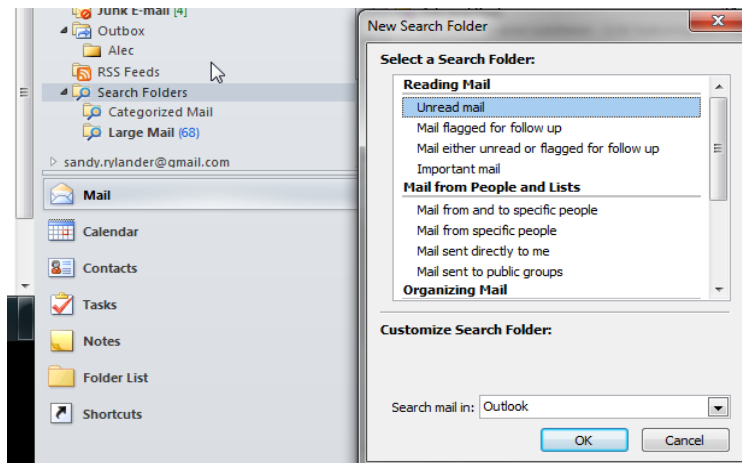 Junk E-mail [4]
Outbox
Alec
RSS Feeds
Search Folders
Categorized Mail
Large Mail (68)
sandy.rylander@gmail.com
Mail
Calendar
Contacts
Tasks
Notes
Folder List
Shortcuts
New Search Folder
Select a Search Folder:
Reading Mail
Unread mail
Mail flagged for follow up
Mail either unread or flagged for follow up
Important mail
Mail from People and Lists
Mail from and to specific people
Mail from specific people
Mail sent directly to me
Mail sent to public groups
Organizing Mail
Customize Search Folder:
Search mail in: Outlook
OK Cancel